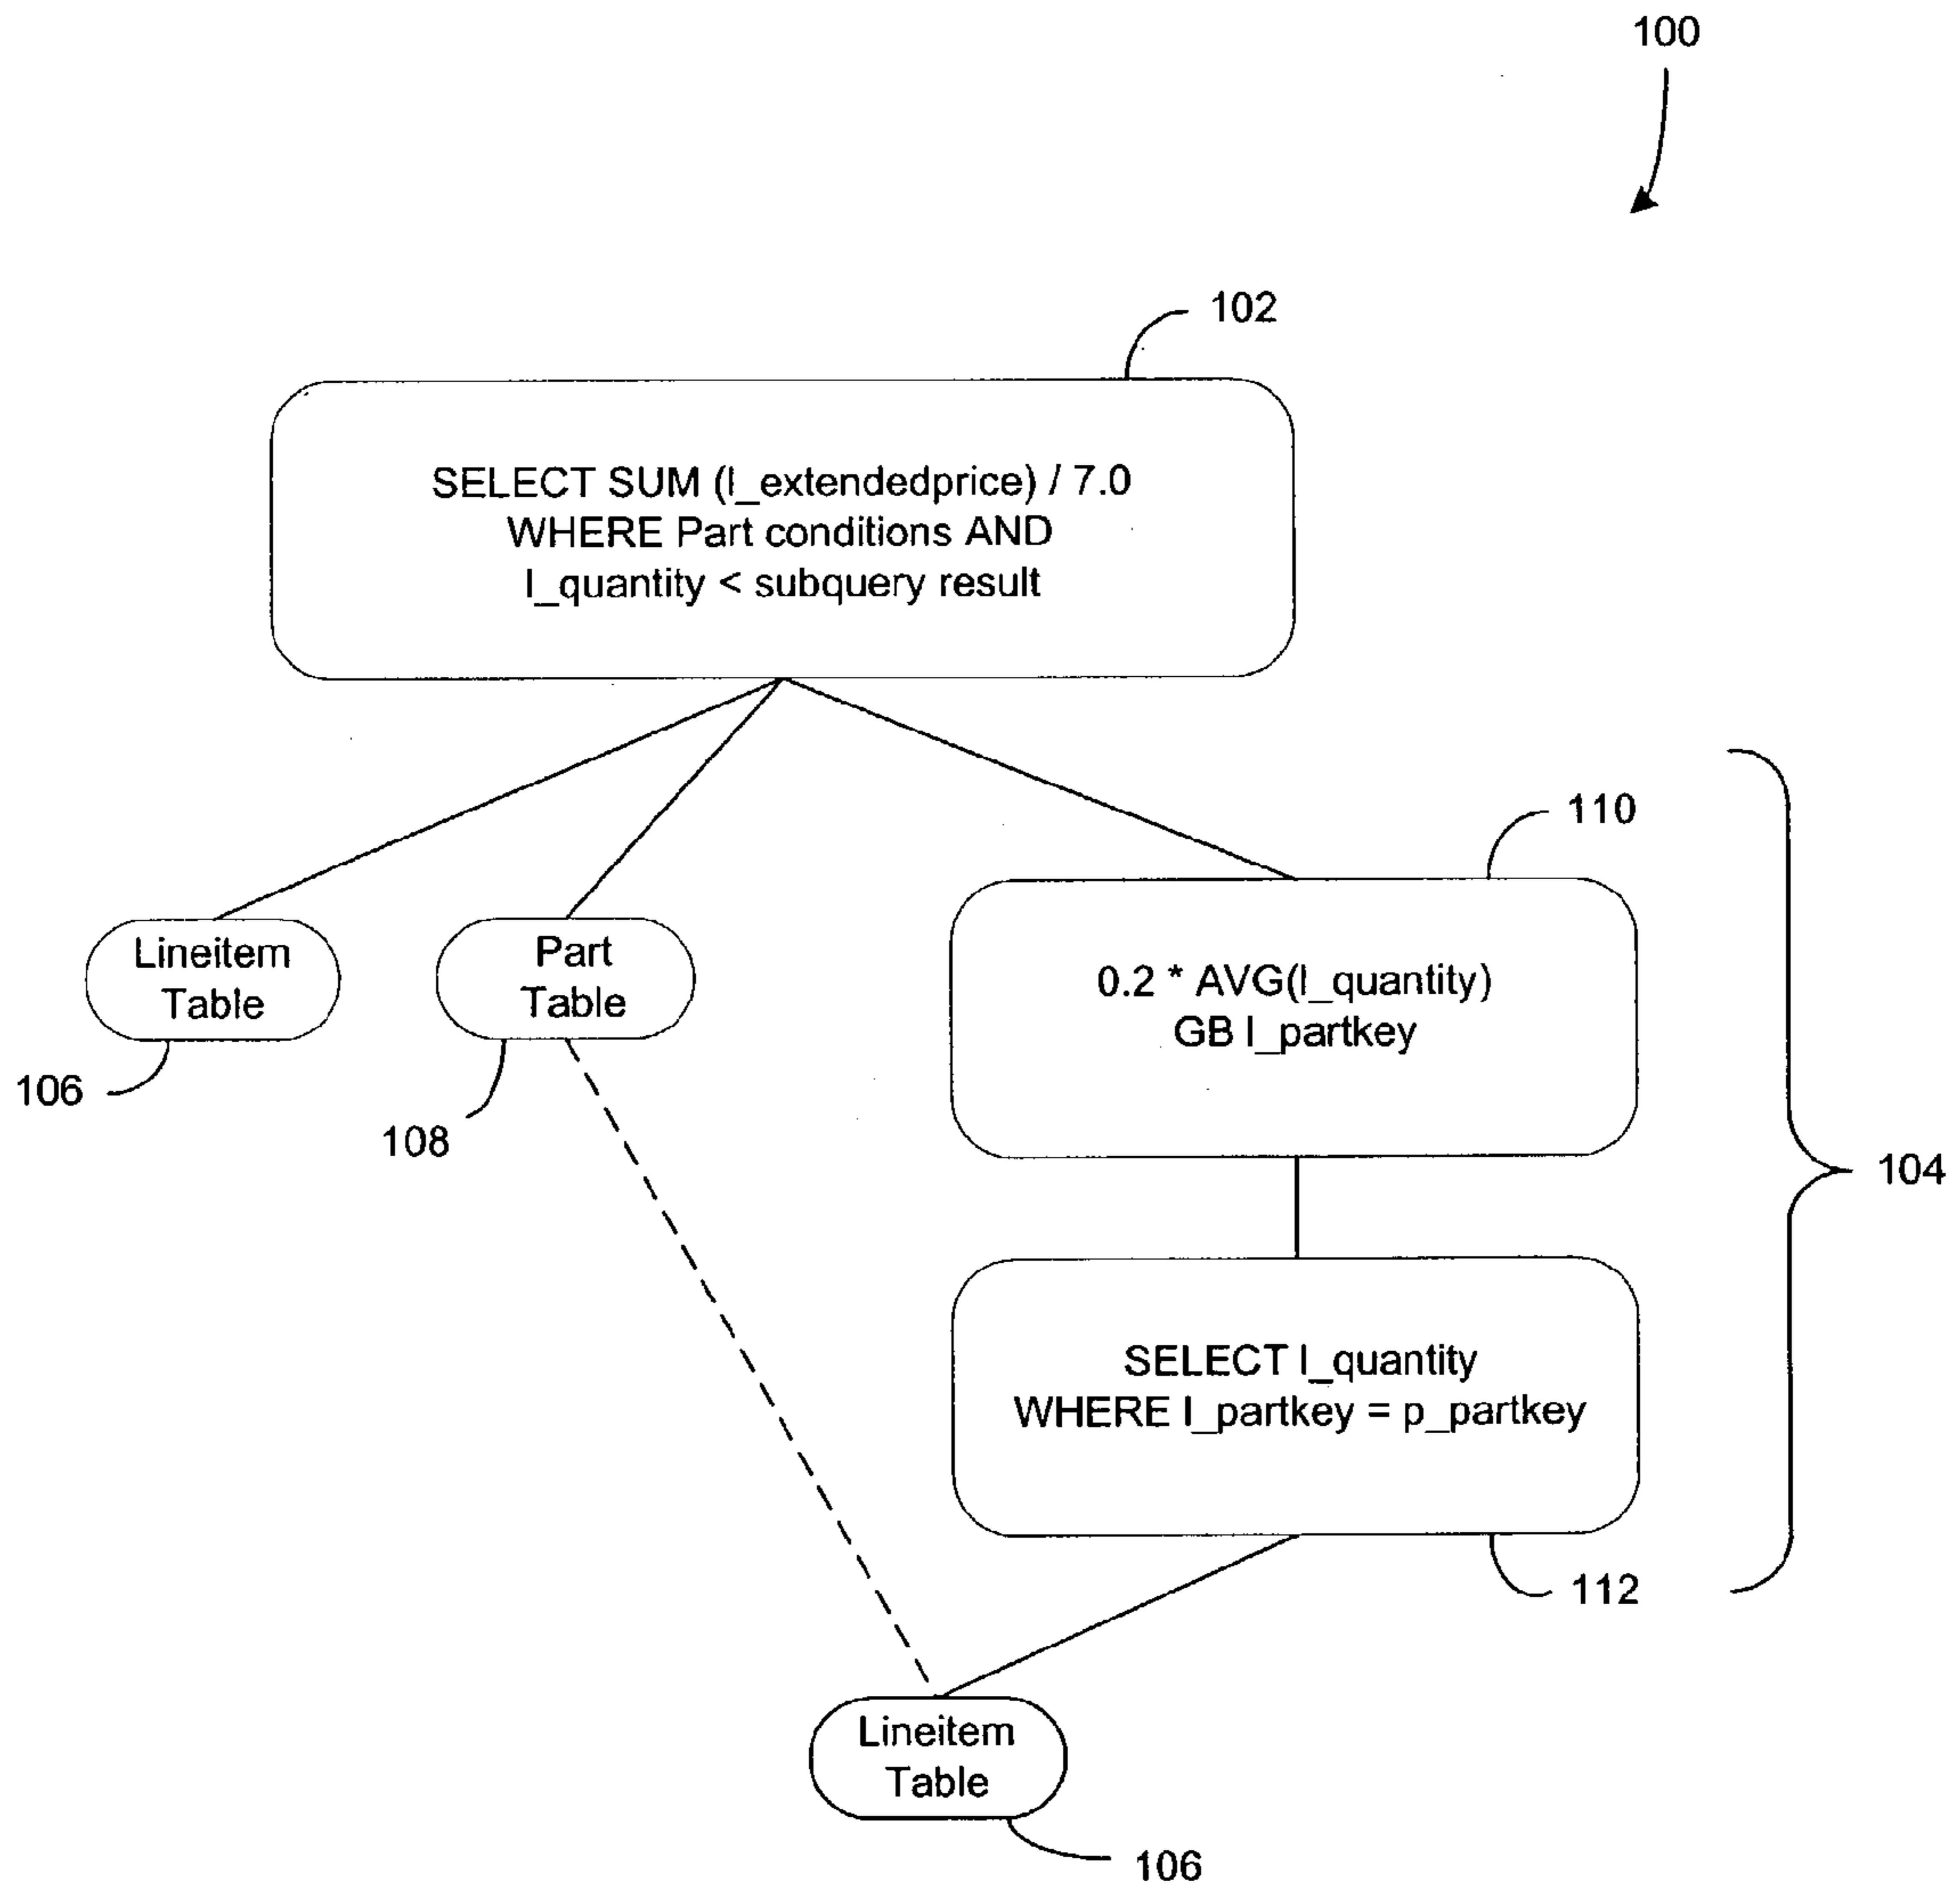 100
102
SELECT SUM (l_extendedprice) / 7.0
WHERE Part conditions AND
l_quantity < subquery result
110
Lineitem
Table
Part
Table
0.2 * AVG(l_quantity)
GB l_partkey
106
108
104
SELECT l_quantity
WHERE l_partkey = p_partkey
112
Lineitem
Table
106